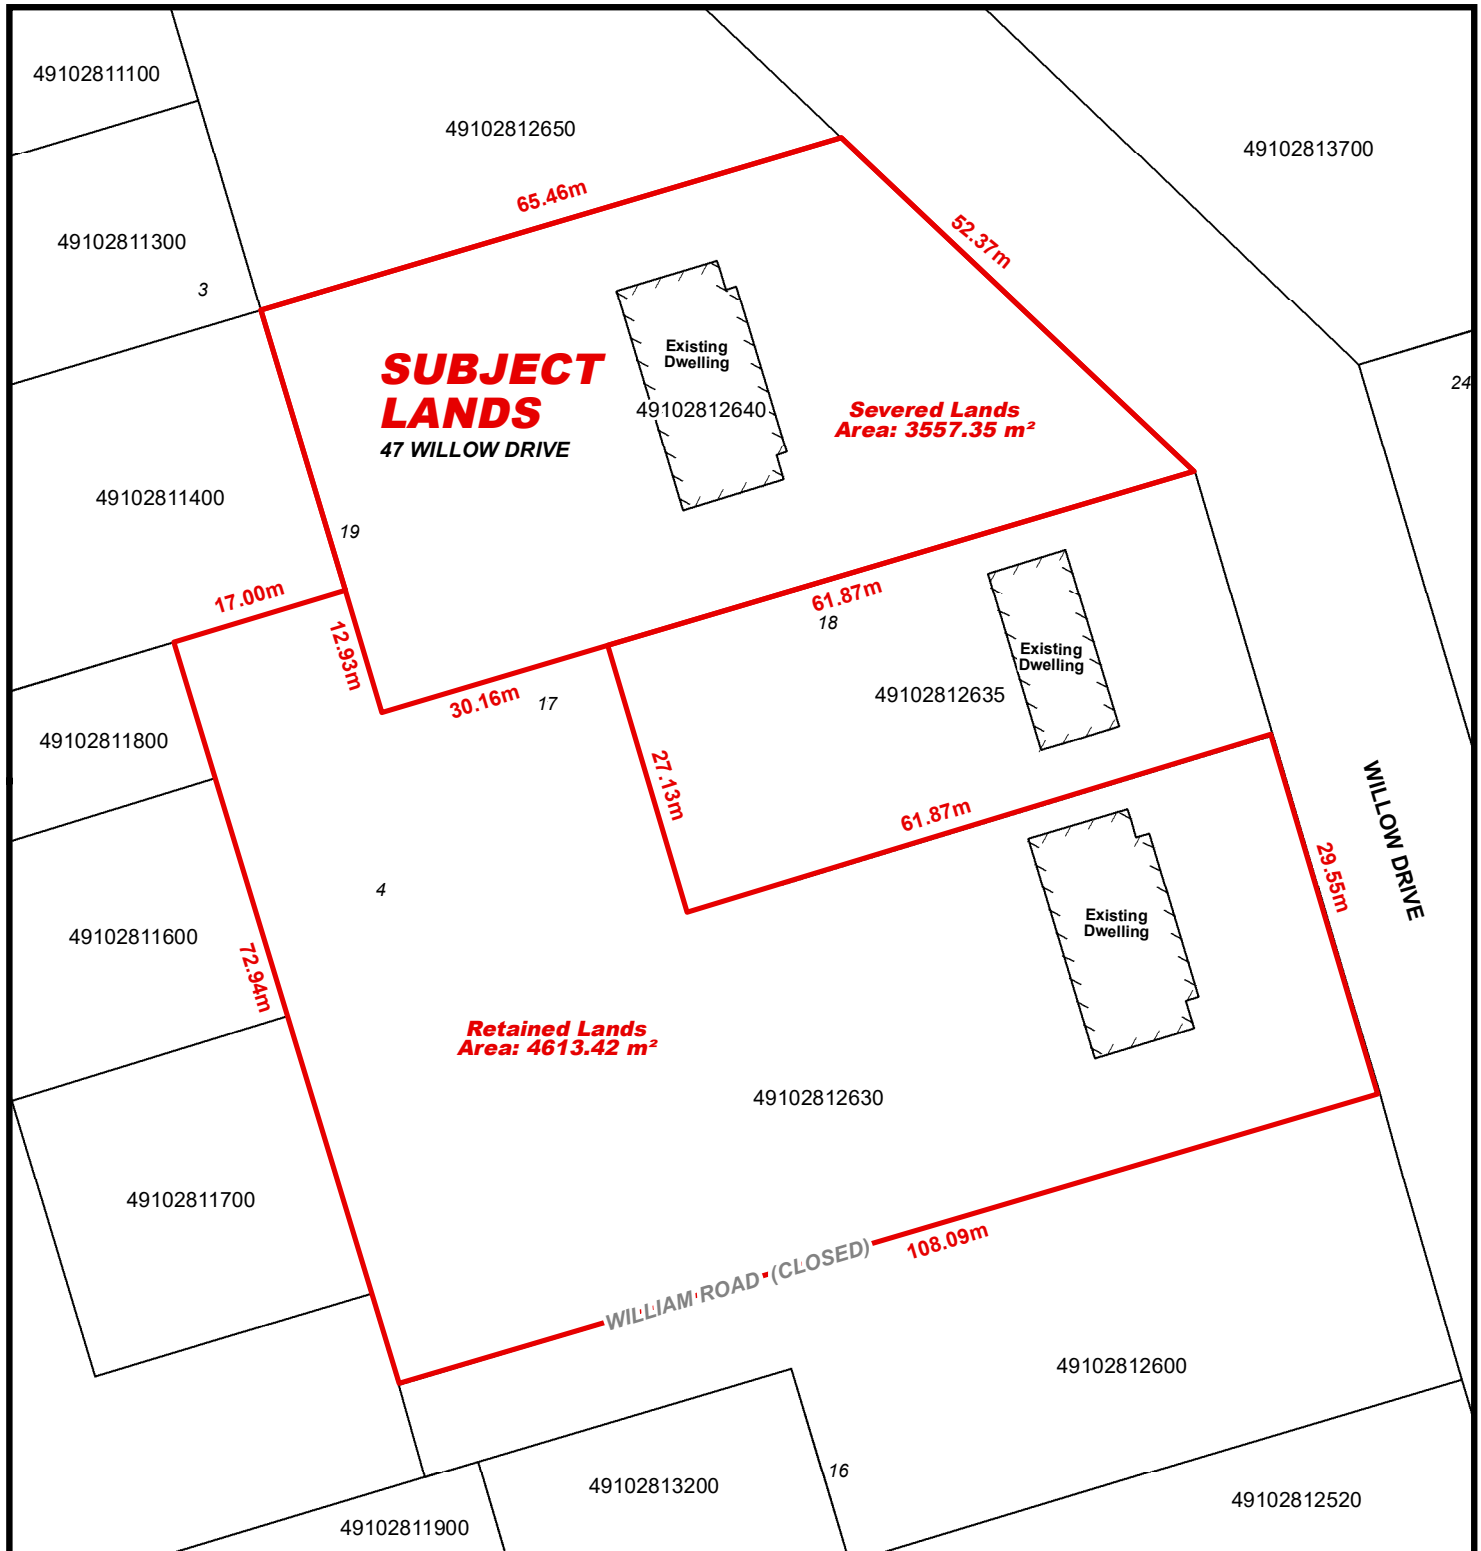 49102811100
49102812650
49102813700
65.46m
52.37m
49102811300
3
Existing
Dwelling
SUBJECT
LANDS
47 WILLOW DRIVE
24
49102812640
Severed Lands
Area: 3557.35 m²
49102811400
19
17.00m
61.87m
18
12.93m
Existing
Dwelling
30.16m
17
49102812635
49102811800
27.13m
61.87m
WILLOW DRIVE
29.55m
4
Existing
Dwelling
49102811600
72.94m
Retained Lands
Area: 4613.42 m²
49102812630
49102811700
108.09m
WILLIAM ROAD (CLOSED)
49102812600
16
49102813200
49102812520
49102811900